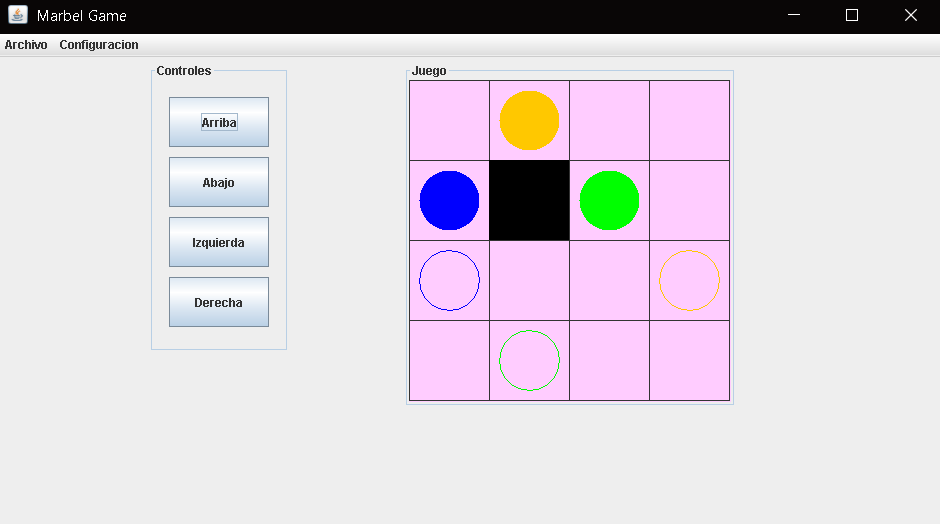 Marbel Game
Archivo Configuracion
Controles
Arriba
Abajo
Izquierda
Derecha
Juego